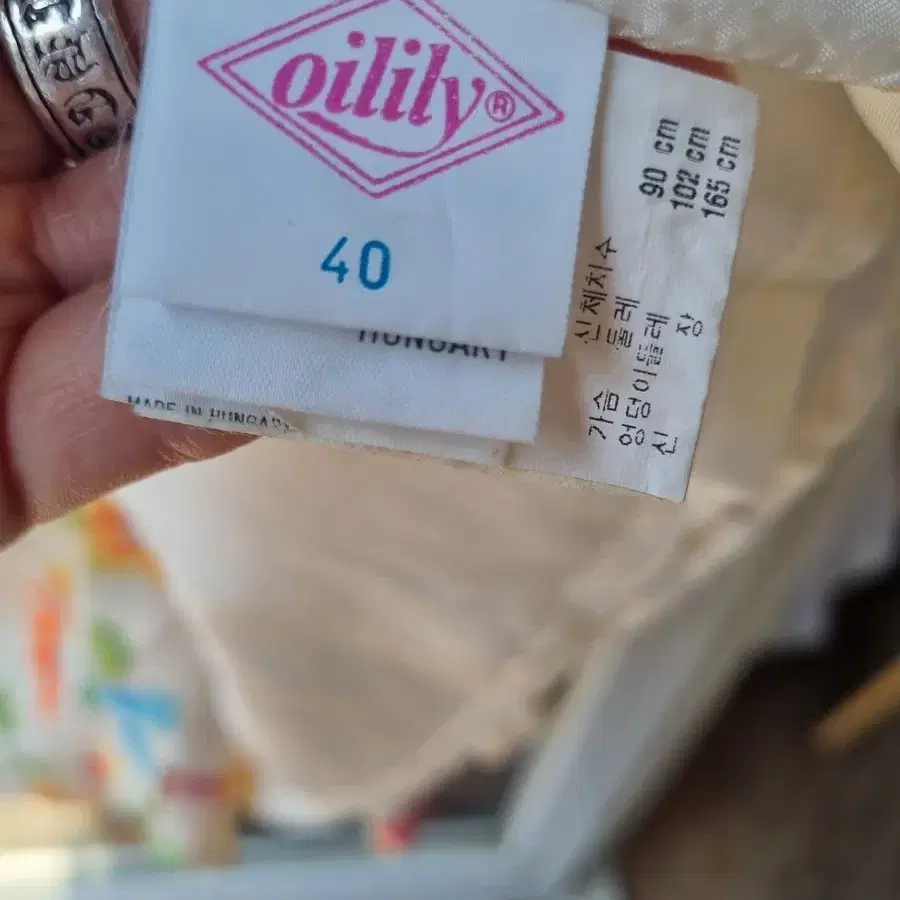 oilily®
40
HUNGARY
MADE IN HUNGARY
신체치수
가슴둘레 90 cm
엉덩이둘레 102 cm
신장 165 cm